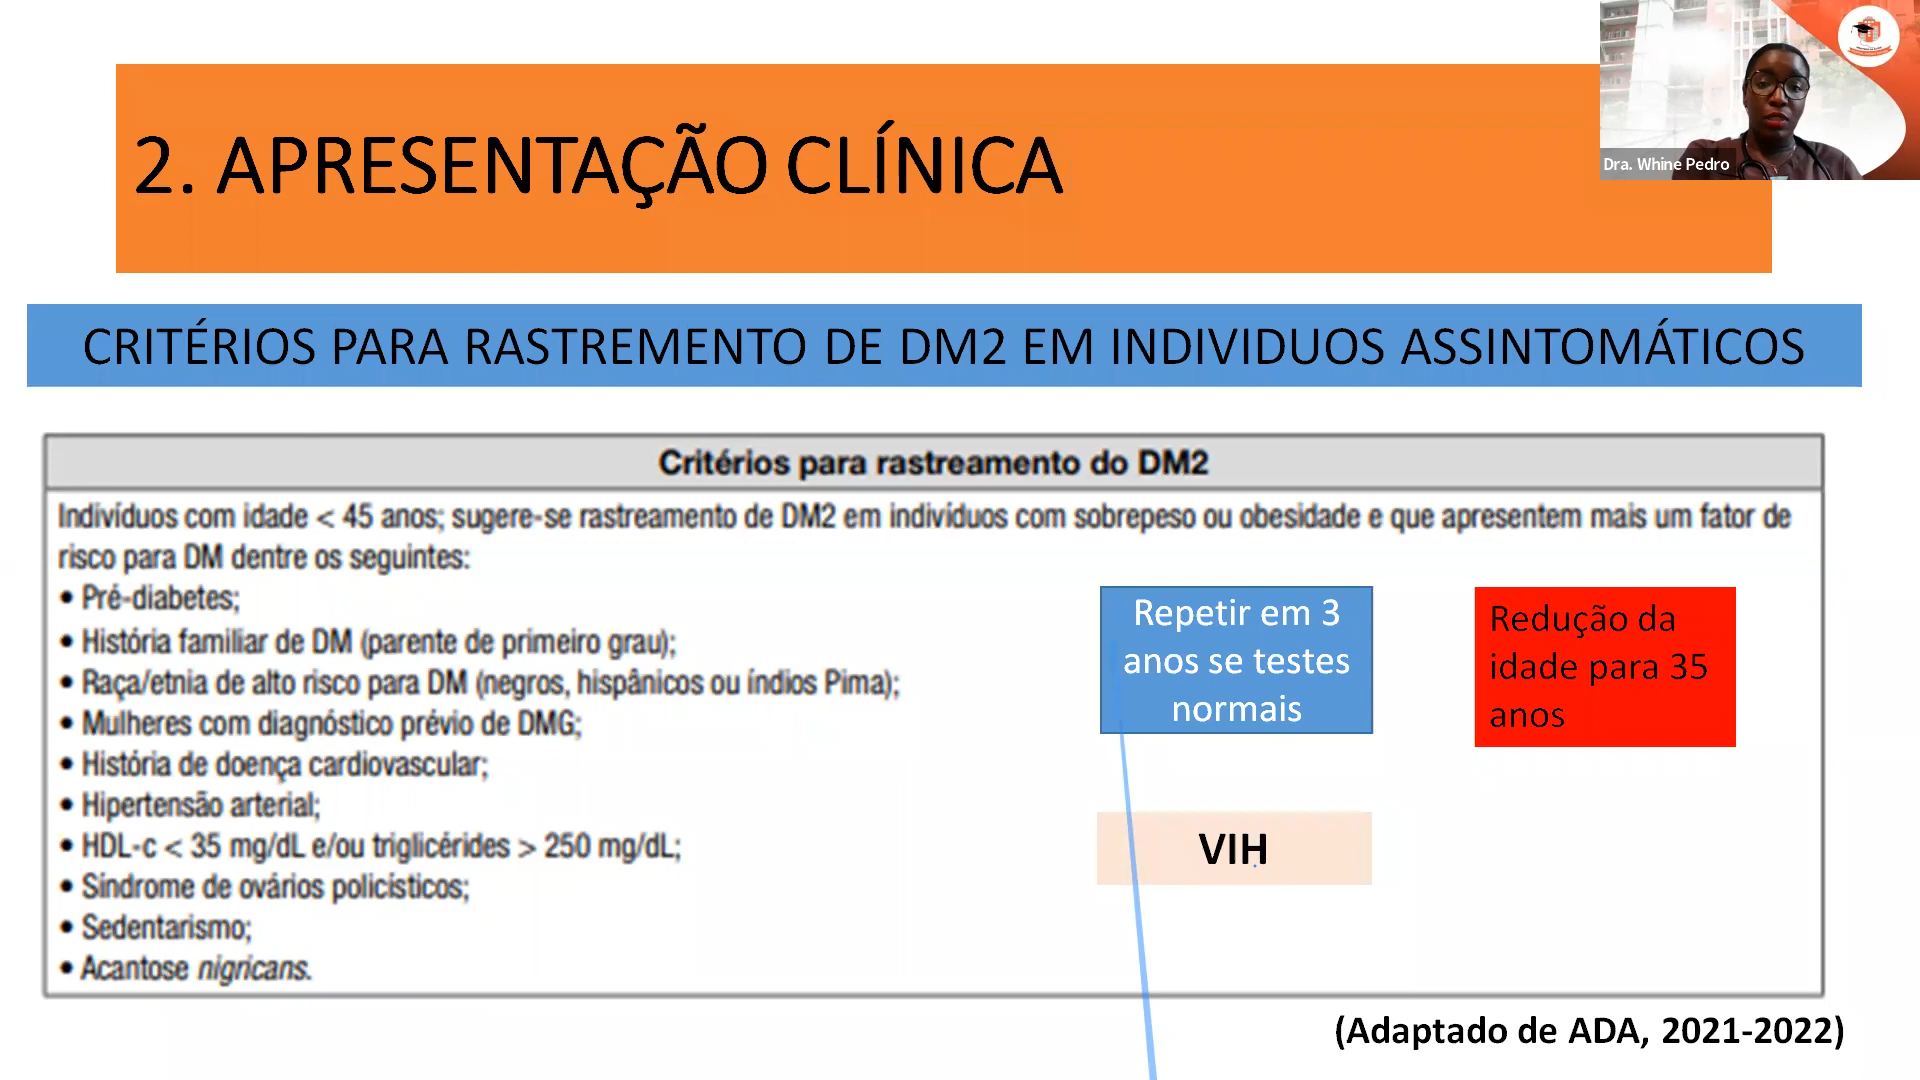 2. APRESENTAÇÃO CLÍNICA
Dra. Whine Pedro
CRITÉRIOS PARA RASTREMENTO DE DM2 EM INDIVIDUOS ASSINTOMÁTICOS
Critérios para rastreamento do DM2
Indivíduos com idade < 45 anos; sugere-se rastreamento de DM2 em indivíduos com sobrepeso ou obesidade e que apresentem mais um fator de
risco para DM dentre os seguintes:
• Pré-diabetes;
• História familiar de DM (parente de primeiro grau);
• Raça/etnia de alto risco para DM (negros, hispânicos ou índios Pima);
• Mulheres com diagnóstico prévio de DMG;
• História de doença cardiovascular;
• Hipertensão arterial;
• HDL-c < 35 mg/dL e/ou triglicérides > 250 mg/dL;
• Síndrome de ovários policísticos;
• Sedentarismo;
• Acantose nigricans.
Repetir em 3
anos se testes
normais
Redução da
idade para 35
anos
VIH
(Adaptado de ADA, 2021-2022)